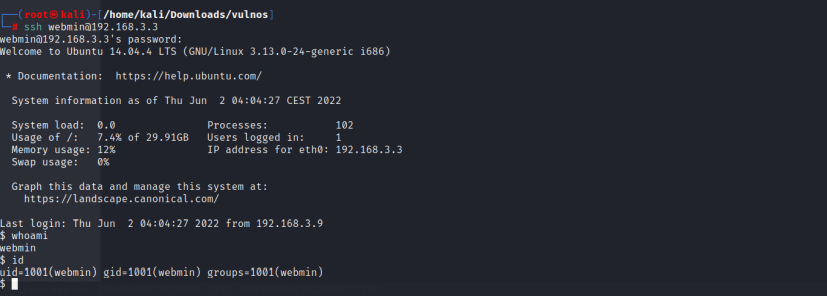 ┌──(root㉿kali)-[/home/kali/Downloads/vulnos]
└─# ssh webmin@192.168.3.3
webmin@192.168.3.3's password:
Welcome to Ubuntu 14.04.4 LTS (GNU/Linux 3.13.0-24-generic i686)
* Documentation:  https://help.ubuntu.com/
System information as of Thu Jun  2 04:04:27 CEST 2022
System load:  0.0    Processes:           102
Usage of /:   7.4% of 29.91GB   Users logged in:     1
Memory usage: 12%    IP address for eth0: 192.168.3.3
Swap usage:   0%
Graph this data and manage this system at:
https://landscape.canonical.com/
Last login: Thu Jun  2 04:04:27 2022 from 192.168.3.9
$ whoami
webmin
$ id
uid=1001(webmin) gid=1001(webmin) groups=1001(webmin)
$